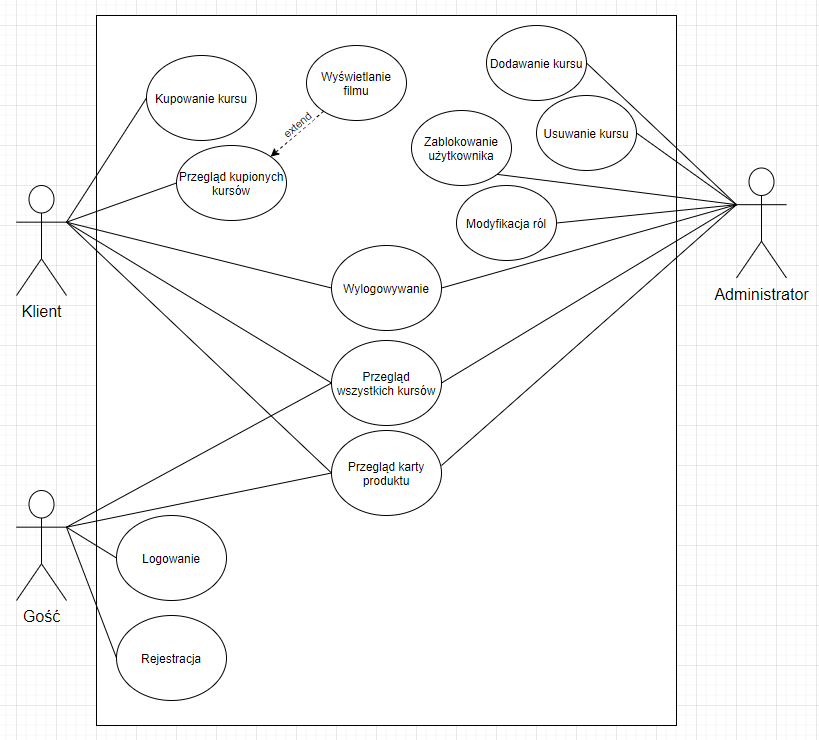 Dodawanie kursu
Wyświetlanie
filmu
Kupowanie kursu
extend
Usuwanie kursu
Zablokowanie
użytkownika
Przegląd kupionych
kursów
Modyfikacja ról
Wylogowywanie
Administrator
Klient
Przegląd
wszystkich kursów
Przegląd karty
produktu
Logowanie
Gość
Rejestracja